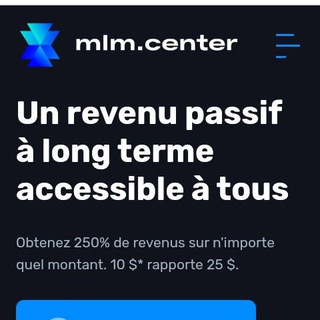 mlm.center
Un revenu passif
à long terme
accessible à tous
Obtenez 250% de revenus sur n'importe
quel montant. 10 $* rapporte 25 $.